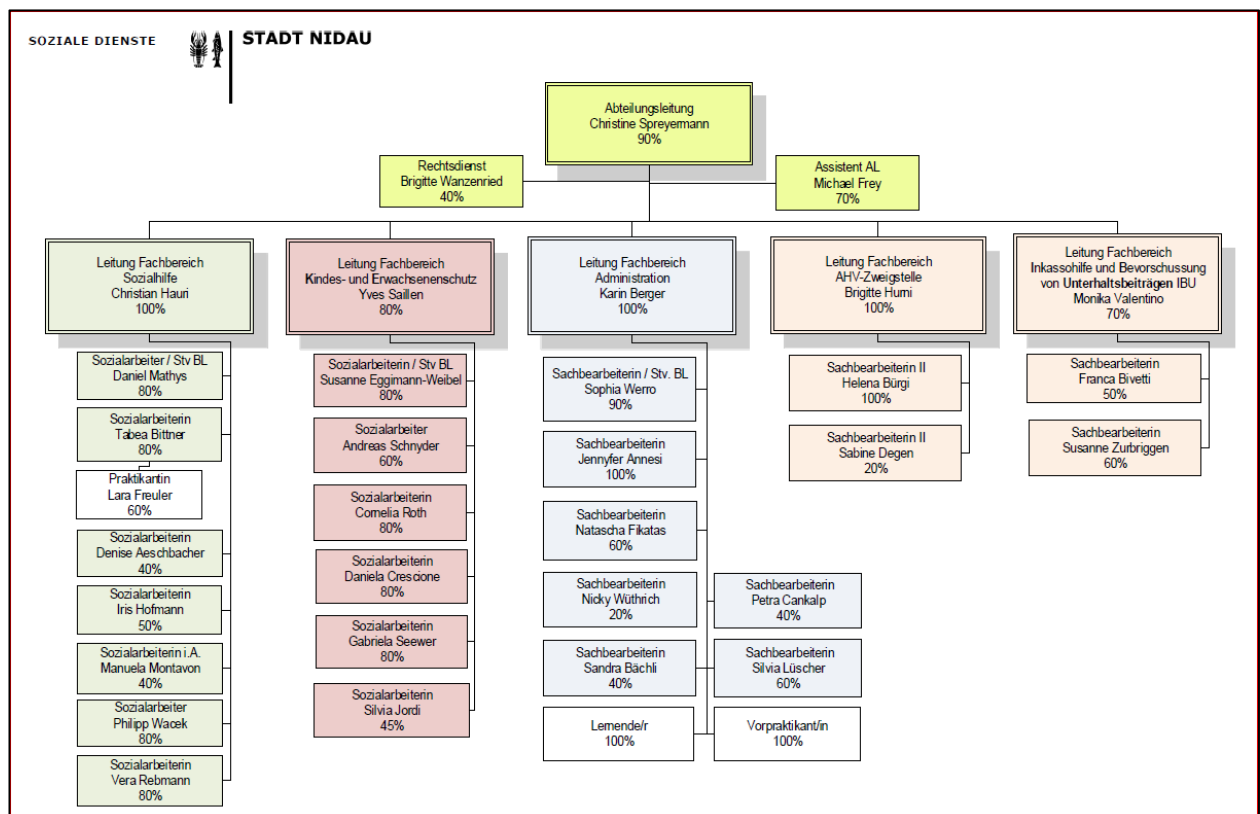 SOZIALE DIENSTE
STADT NIDAU
Abteilungsleitung
Christine Spreyermann
90%
Rechtsdienst
Brigitte Wanzenried
40%
Assistent AL
Michael Frey
70%
Leitung Fachbereich
Sozialhilfe
Christian Hauri
100%
Sozialarbeiter / Stv BL
Daniel Mathys
80%
Sozialarbeiterin
Tabea Bittner
80%
Praktikantin
Lara Freuler
60%
Sozialarbeiterin
Denise Aeschbacher
40%
Sozialarbeiterin
Iris Hofmann
50%
Sozialarbeiterin i.A.
Manuela Montavon
40%
Sozialarbeiter
Philipp Wacek
80%
Sozialarbeiterin
Vera Rebmann
80%
Leitung Fachbereich
Kindes- und Erwachsenenschutz
Yves Saillen
80%
Sozialarbeiterin / Stv BL
Susanne Eggimann-Weibel
80%
Sozialarbeiter
Andreas Schnyder
60%
Sozialarbeiterin
Cornelia Roth
80%
Sozialarbeiterin
Daniela Crescione
80%
Sozialarbeiterin
Gabriela Seewer
80%
Sozialarbeiterin
Silvia Jordi
45%
Leitung Fachbereich
Administration
Karin Berger
100%
Sachbearbeiterin / Stv. BL
Sophia Werro
90%
Sachbearbeiterin
Jennyfer Annesi
100%
Sachbearbeiterin
Natascha Fikatas
60%
Sachbearbeiterin
Nicky Wüthrich
20%
Sachbearbeiterin
Petra Cankalp
40%
Sachbearbeiterin
Sandra Bächli
40%
Sachbearbeiterin
Silvia Lüscher
60%
Lernende/r
100%
Vorpraktikant/in
100%
Leitung Fachbereich
AHV-Zweigstelle
Brigitte Hurni
100%
Sachbearbeiterin II
Helena Bürgi
100%
Sachbearbeiterin II
Sabine Degen
20%
Leitung Fachbereich
Inkassohilfe und Bevorschussung
von Unterhaltsbeiträgen IBU
Monika Valentino
70%
Sachbearbeiterin
Franca Bivetti
50%
Sachbearbeiterin
Susanne Zurbriggen
60%